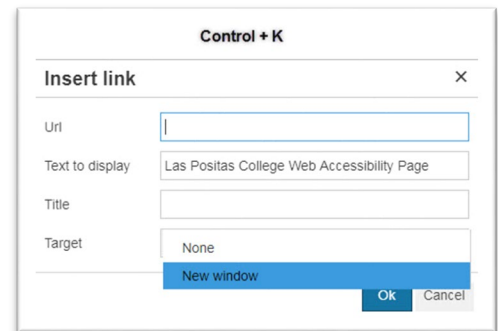 Control + K
Insert link ×
Url
Text to display Las Positas College Web Accessibility Page
Title
Target None
New window
Ok Cancel